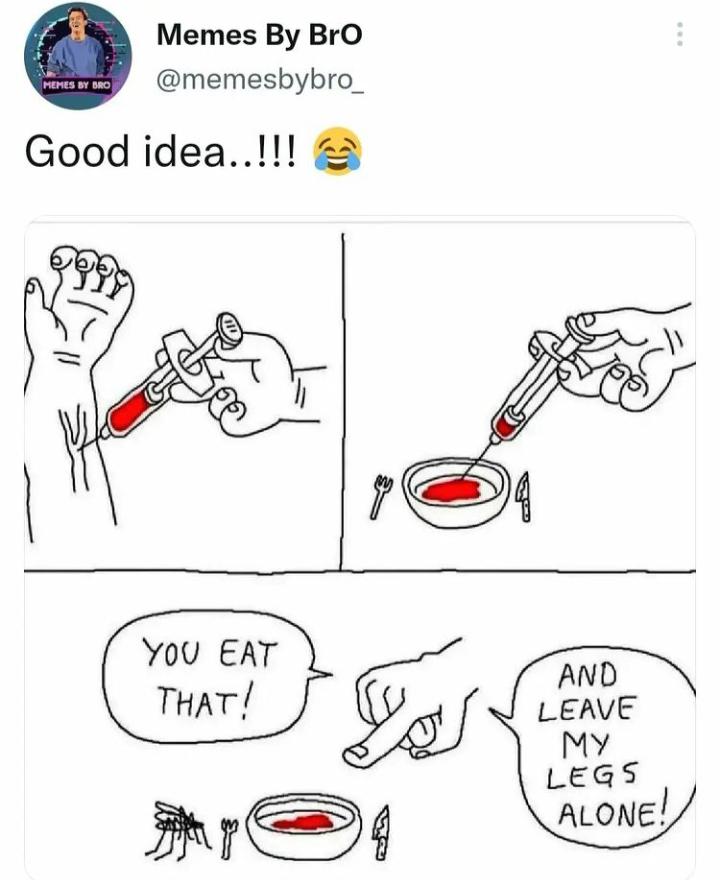 Memes By BrO
MEMES BY BRO
@memesbybro_
Good idea..!!! 😂
YOU EAT
THAT!
AND
LEAVE
MY
LEGS
ALONE!